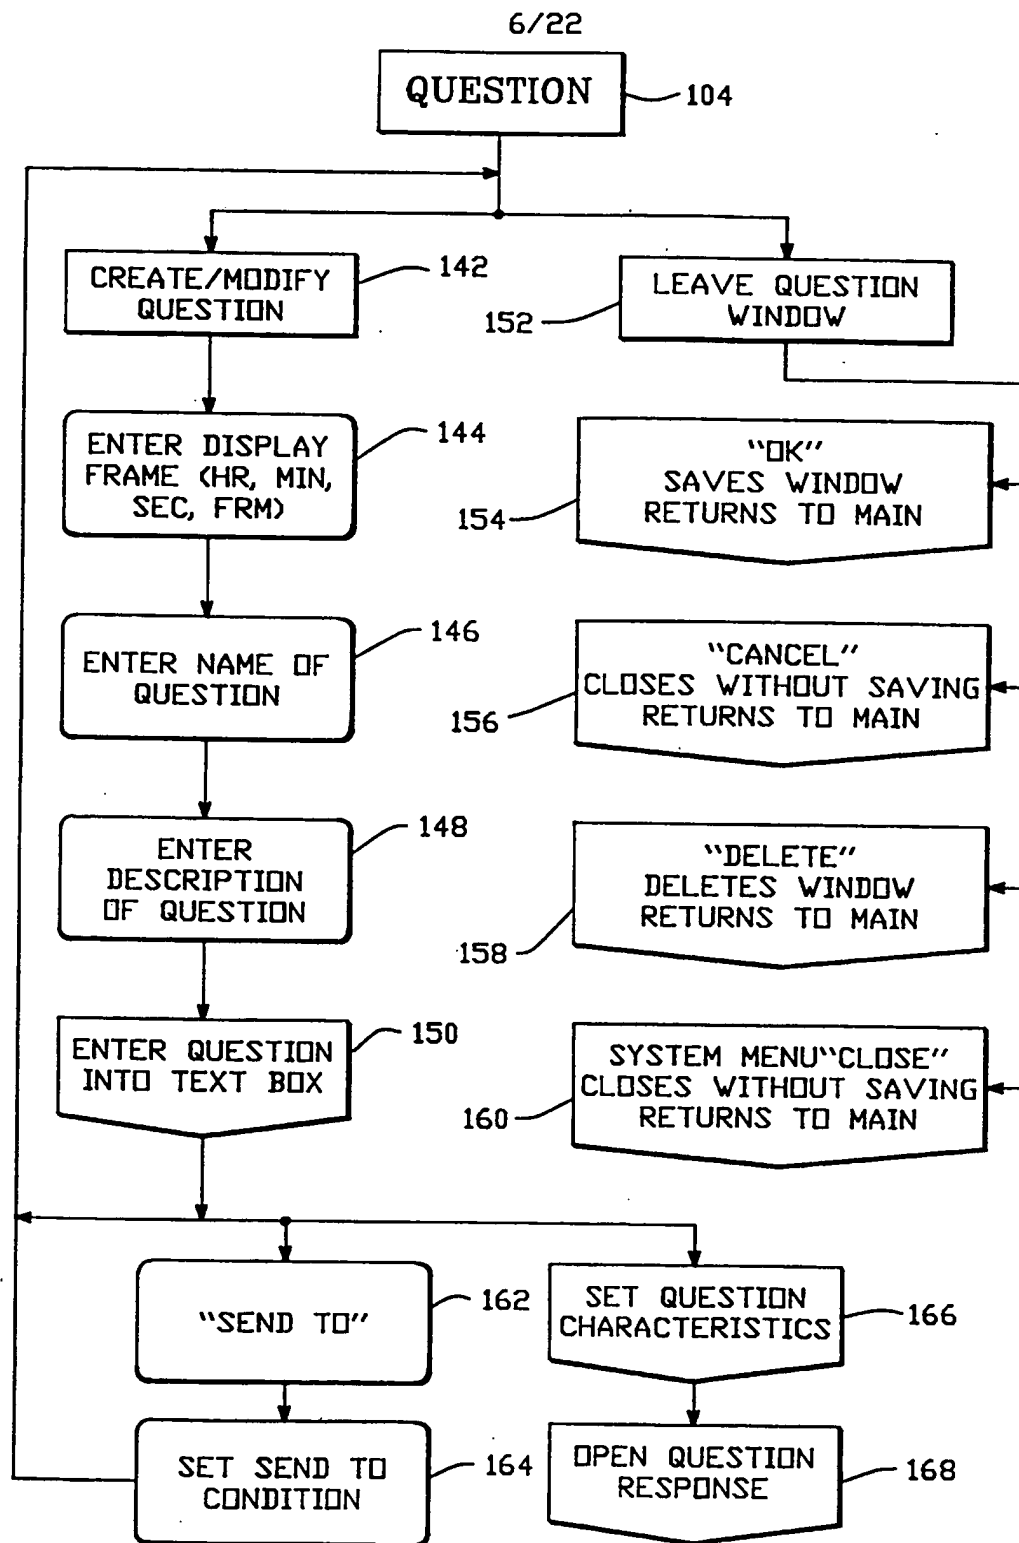 6/22
QUESTION
104
CREATE/MODIFY
QUESTION
142
LEAVE QUESTION
WINDOW
152
ENTER DISPLAY
FRAME (HR, MIN,
SEC, FRM)
144
"OK"
SAVES WINDOW
RETURNS TO MAIN
154
ENTER NAME OF
QUESTION
146
"CANCEL"
CLOSES WITHOUT SAVING
RETURNS TO MAIN
156
ENTER
DESCRIPTION
OF QUESTION
148
"DELETE"
DELETES WINDOW
RETURNS TO MAIN
158
ENTER QUESTION
INTO TEXT BOX
150
SYSTEM MENU"CLOSE"
CLOSES WITHOUT SAVING
RETURNS TO MAIN
160
"SEND TO"
162
SET QUESTION
CHARACTERISTICS
166
SET SEND TO
CONDITION
164
OPEN QUESTION
RESPONSE
168